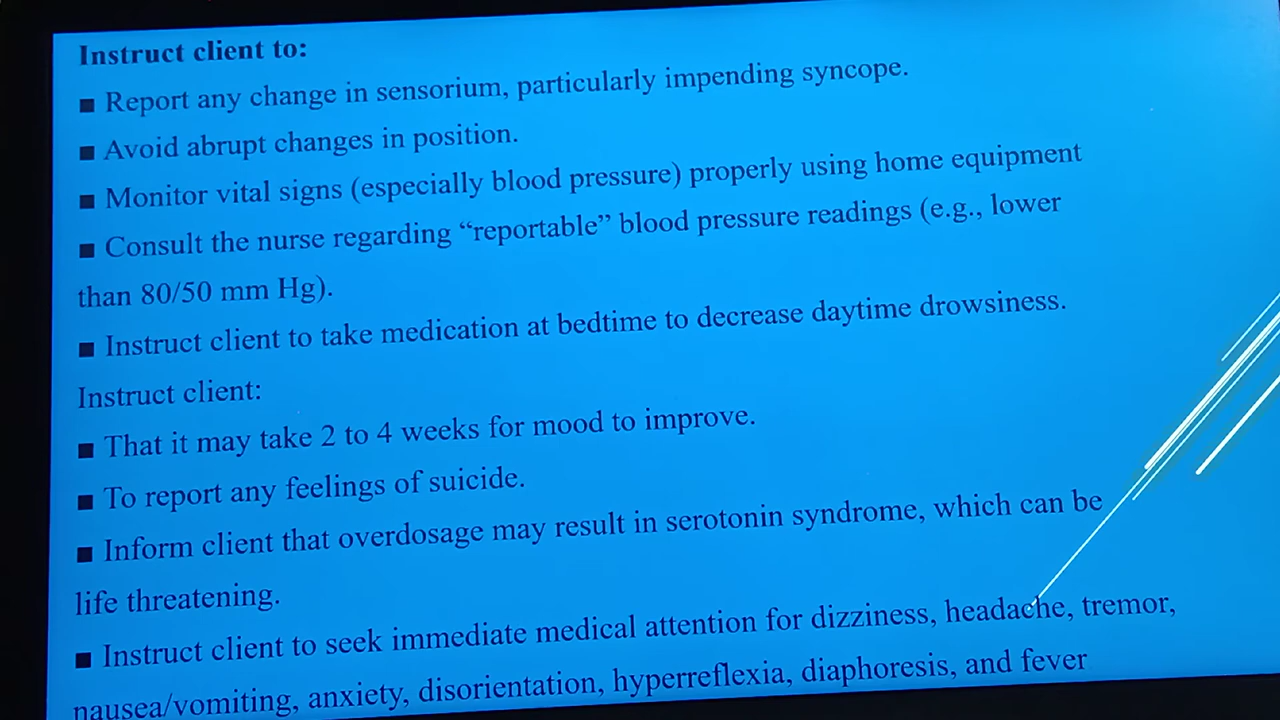 Instruct client to:
■ Report any change in sensorium, particularly impending syncope.
■ Avoid abrupt changes in position.
■ Monitor vital signs (especially blood pressure) properly using home equipment
■ Consult the nurse regarding “reportable” blood pressure readings (e.g., lower
than 80/50 mm Hg).
■ Instruct client to take medication at bedtime to decrease daytime drowsiness.
Instruct client:
■ That it may take 2 to 4 weeks for mood to improve.
■ To report any feelings of suicide.
■ Inform client that overdosage may result in serotonin syndrome, which can be
life threatening.
■ Instruct client to seek immediate medical attention for dizziness, headache, tremor,
nausea/vomiting, anxiety, disorientation, hyperreflexia, diaphoresis, and fever